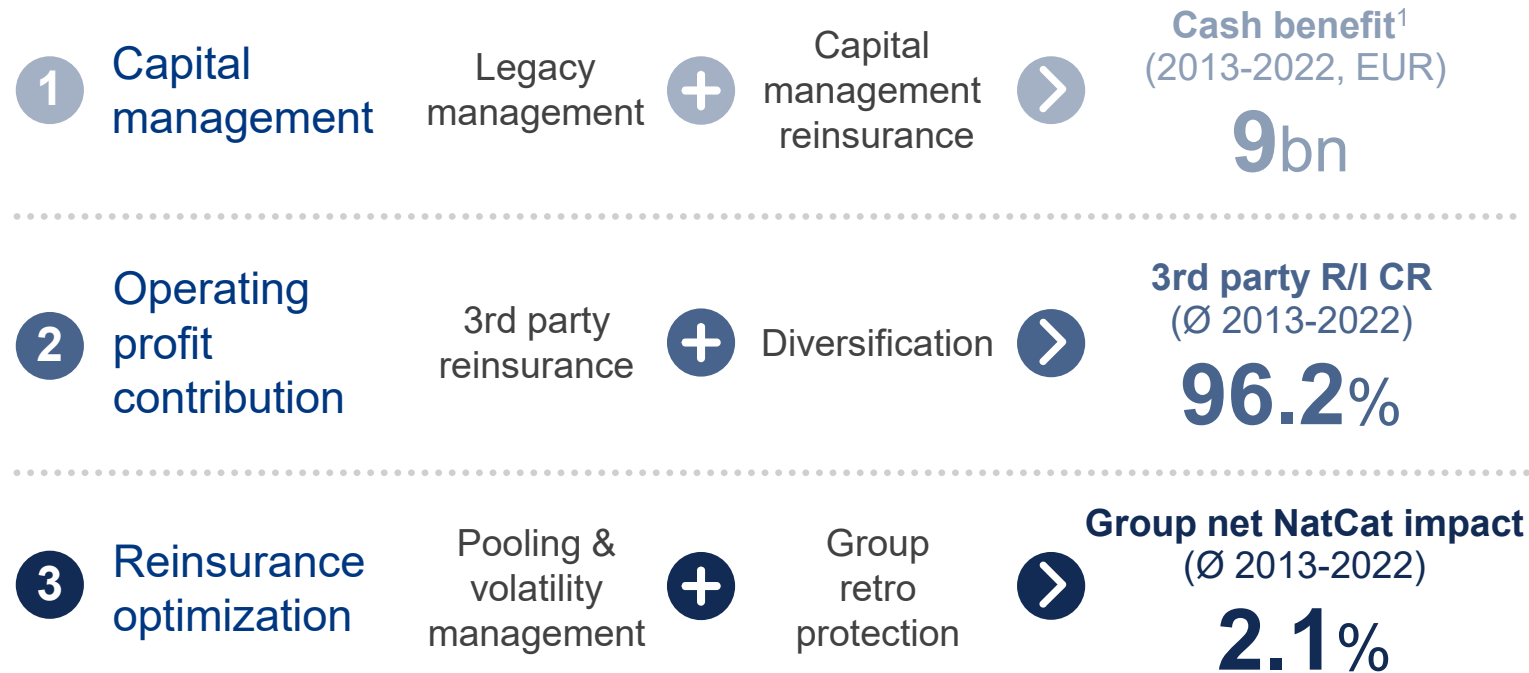 1
Capital
management
Legacy
management
+
Capital
management
reinsurance
Cash benefit¹
(2013-2022, EUR)
9bn
2
Operating
profit
contribution
3rd party
reinsurance
+
Diversification
3rd party R/I CR
(Ø 2013-2022)
96.2%
3
Reinsurance
optimization
Pooling &
volatility
management
+
Group
retro
protection
Group net NatCat impact
(Ø 2013-2022)
2.1%